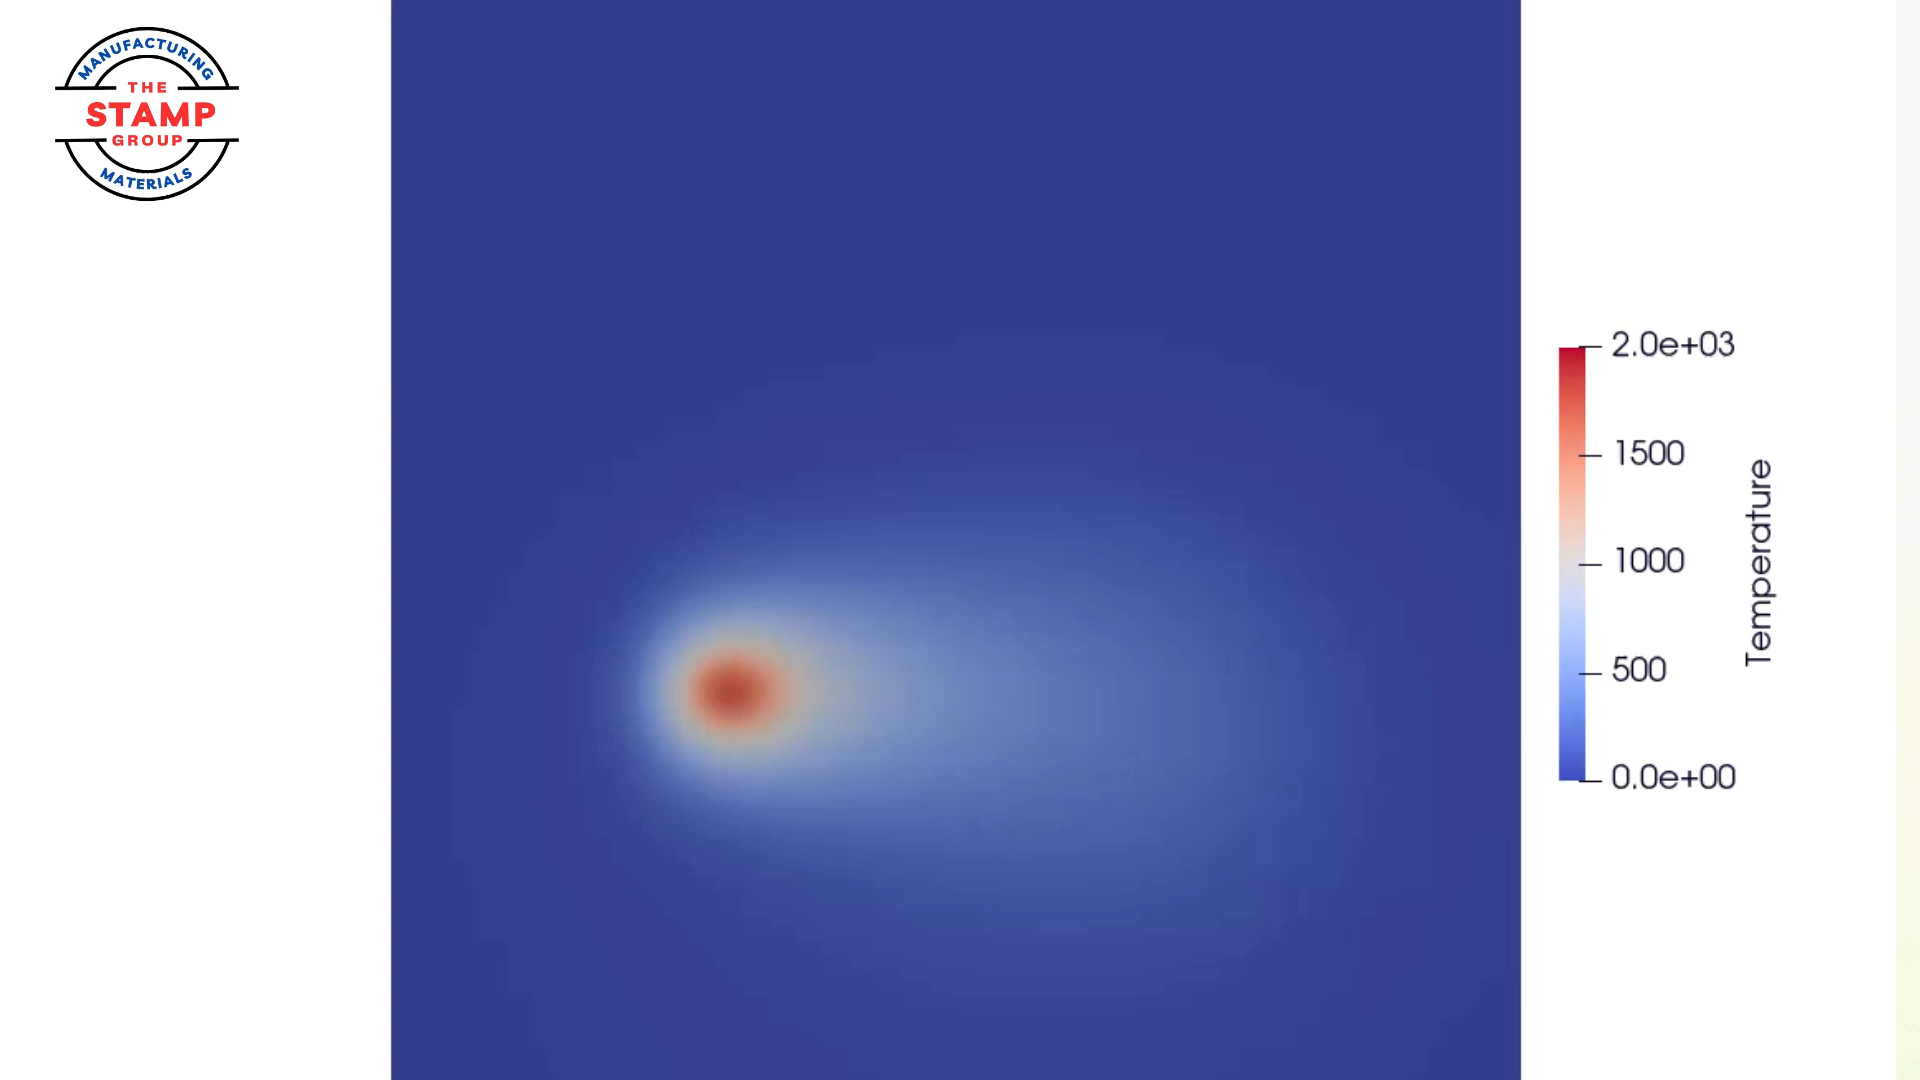 MANUFACTURING
THE
STAMP
GROUP
MATERIALS
2.0e+03
1500
1000
500
0.0e+00
Temperature